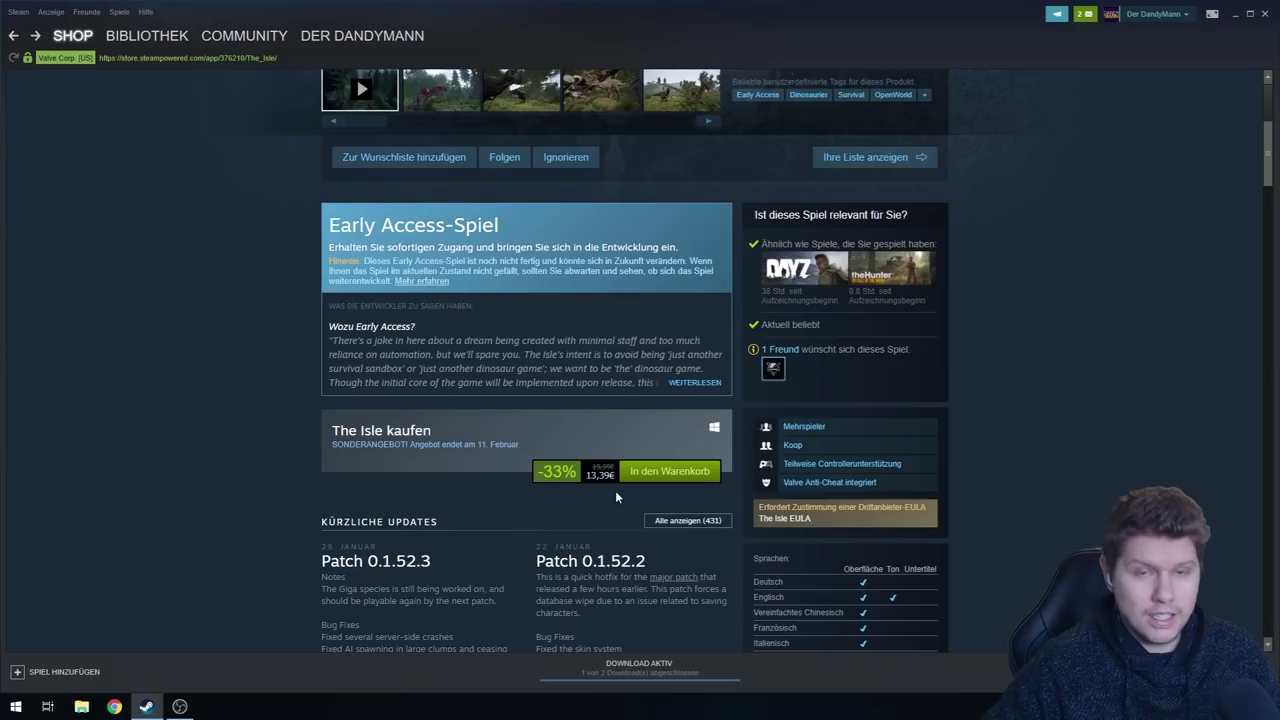 Steam Anzeige Freunde Spiele Hilfe
2
Der DandyMann
SHOP BIBLIOTHEK COMMUNITY DER DANDYMANN
Valve Corp. [US] https://store.steampowered.com/app/376210/The_Isle/
Beliebte benutzerdefinierte Tags für dieses Produkt:
Early Access Dinosaurier Survival OpenWorld +
Zur Wunschliste hinzufügen Folgen Ignorieren Ihre Liste anzeigen
Early Access-Spiel
Erhalten Sie sofortigen Zugang und bringen Sie sich in die Entwicklung ein.
Hinweis: Dieses Early Access-Spiel ist noch nicht fertig und könnte sich in Zukunft verändern. Wenn
Ihnen das Spiel im aktuellen Zustand nicht gefällt, sollten Sie abwarten und sehen, ob sich das Spiel
weiterentwickelt. Mehr erfahren
WAS DIE ENTWICKLER ZU SAGEN HABEN:
Wozu Early Access?
"There's a joke in here about a dream being created with minimal staff and too much
reliance on automation, but we'll spare you. The Isle's intent is to avoid being 'just another
survival sandbox' or 'just another dinosaur game'; we want to be 'the' dinosaur game.
Though the initial core of the game will be implemented upon release, this
WEITERLESEN
Ist dieses Spiel relevant für Sie?
Ähnlich wie Spiele, die Sie gespielt haben:
DAYZ theHunter
38 Std. seit
Aufzeichnungsbeginn
0.6 Std. seit
Aufzeichnungsbeginn
Aktuell beliebt
1 Freund wünscht sich dieses Spiel:
The Isle kaufen
SONDERANGEBOT! Angebot endet am 11. Februar
-33% 19,99€
13,39€
In den Warenkorb
Mehrspieler
Koop
Teilweise Controllerunterstützung
Valve Anti-Cheat integriert
Erfordert Zustimmung einer Drittanbieter-EULA
The Isle EULA
KÜRZLICHE UPDATES
Alle anzeigen (431)
29. JANUAR
Patch 0.1.52.3
Notes
The Giga species is still being worked on, and
should be playable again by the next patch.
Bug Fixes
Fixed several server-side crashes
Fixed AI spawning in large clumps and ceasing
22. JANUAR
Patch 0.1.52.2
This is a quick hotfix for the major patch that
released a few hours earlier. This patch forces a
database wipe due to an issue related to saving
characters.
Bug Fixes
Fixed the skin system
Sprachen:
Oberfläche Ton Untertitel
Deutsch
Englisch
Vereinfachtes Chinesisch
Französisch
Italienisch
SPIEL HINZUFÜGEN
DOWNLOAD AKTIV
1 von 2 Download(s) abgeschlossen